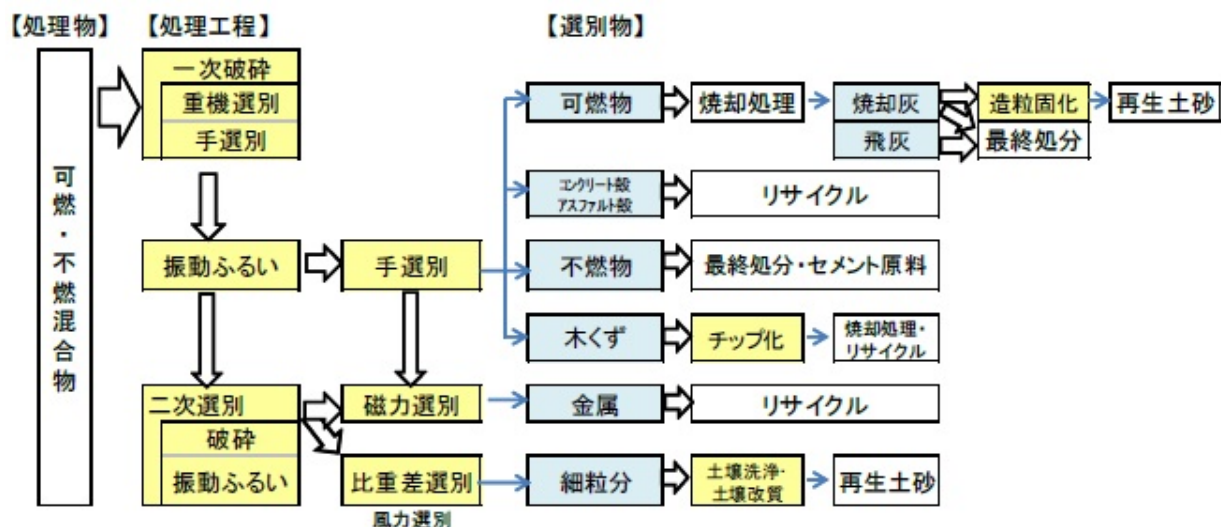 【処理物】
【処理工程】
【選別物】
可燃・不燃混合物
一次破砕
重機選別
手選別
振動ふるい
手選別
二次選別
破砕
振動ふるい
磁力選別
比重差選別
風力選別
可燃物
焼却処理
焼却灰
飛灰
造粒固化
最終処分
再生土砂
コンクリート殻
アスファルト殻
リサイクル
不燃物
最終処分・セメント原料
木くず
チップ化
焼却処理・
リサイクル
金属
リサイクル
細粒分
土壌洗浄・
土壌改質
再生土砂